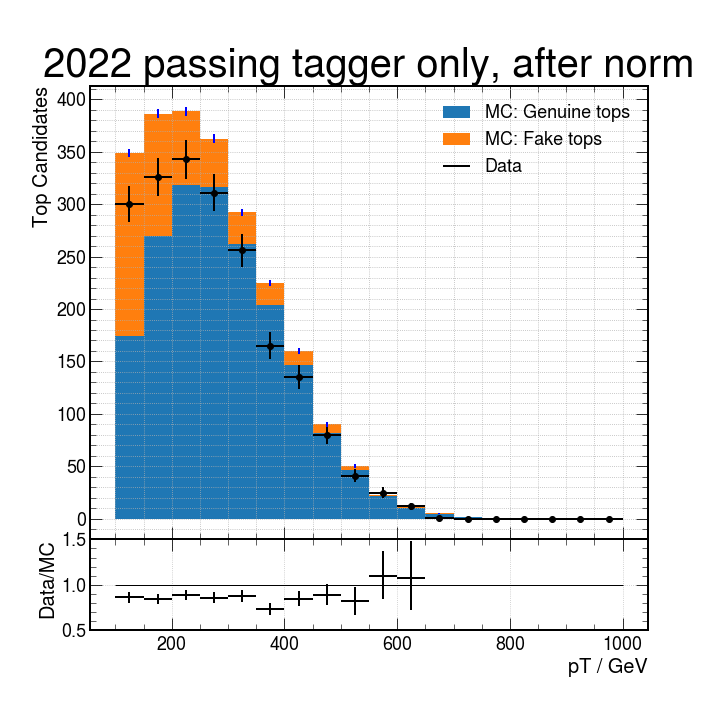 2022 passing tagger only, after norm
Top Candidates
400
350
300
250
200
150
100
50
0
MC: Genuine tops
MC: Fake tops
Data
Data/MC
1.5
1.0
0.5
200
400
600
800
1000
pT / GeV